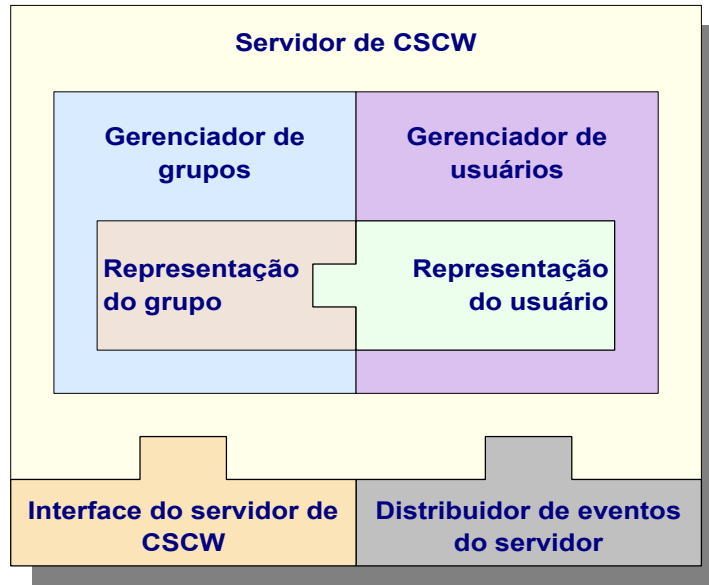 Servidor de CSCW
Gerenciador de
grupos
Gerenciador de
usuários
Representação
do grupo
Representação
do usuário
Interface do servidor de
CSCW
Distribuidor de eventos
do servidor